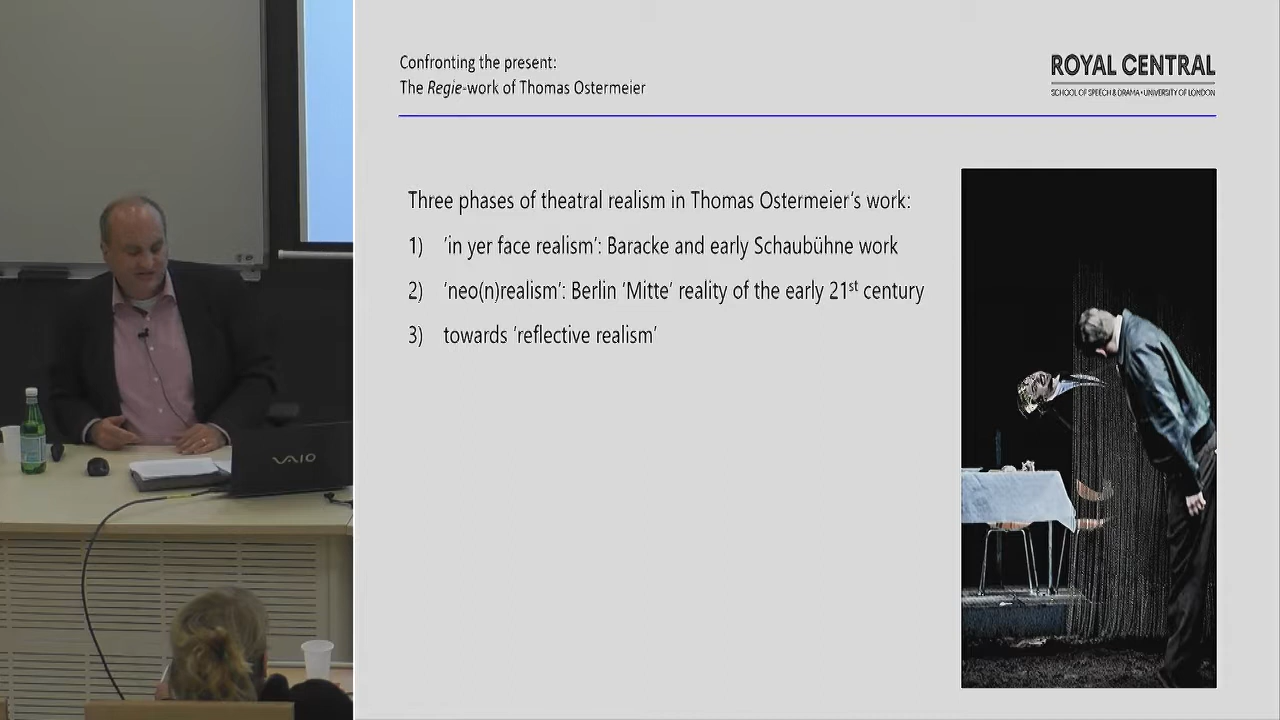 Confronting the present:
The Regie-work of Thomas Ostermeier
ROYAL CENTRAL
SCHOOL OF SPEECH & DRAMA • UNIVERSITY OF LONDON
Three phases of theatral realism in Thomas Ostermeier's work:
1) 'in yer face realism': Baracke and early Schaubühne work
2) 'neo(n)realism': Berlin 'Mitte' reality of the early 21st century
3) towards 'reflective realism'
VAIO